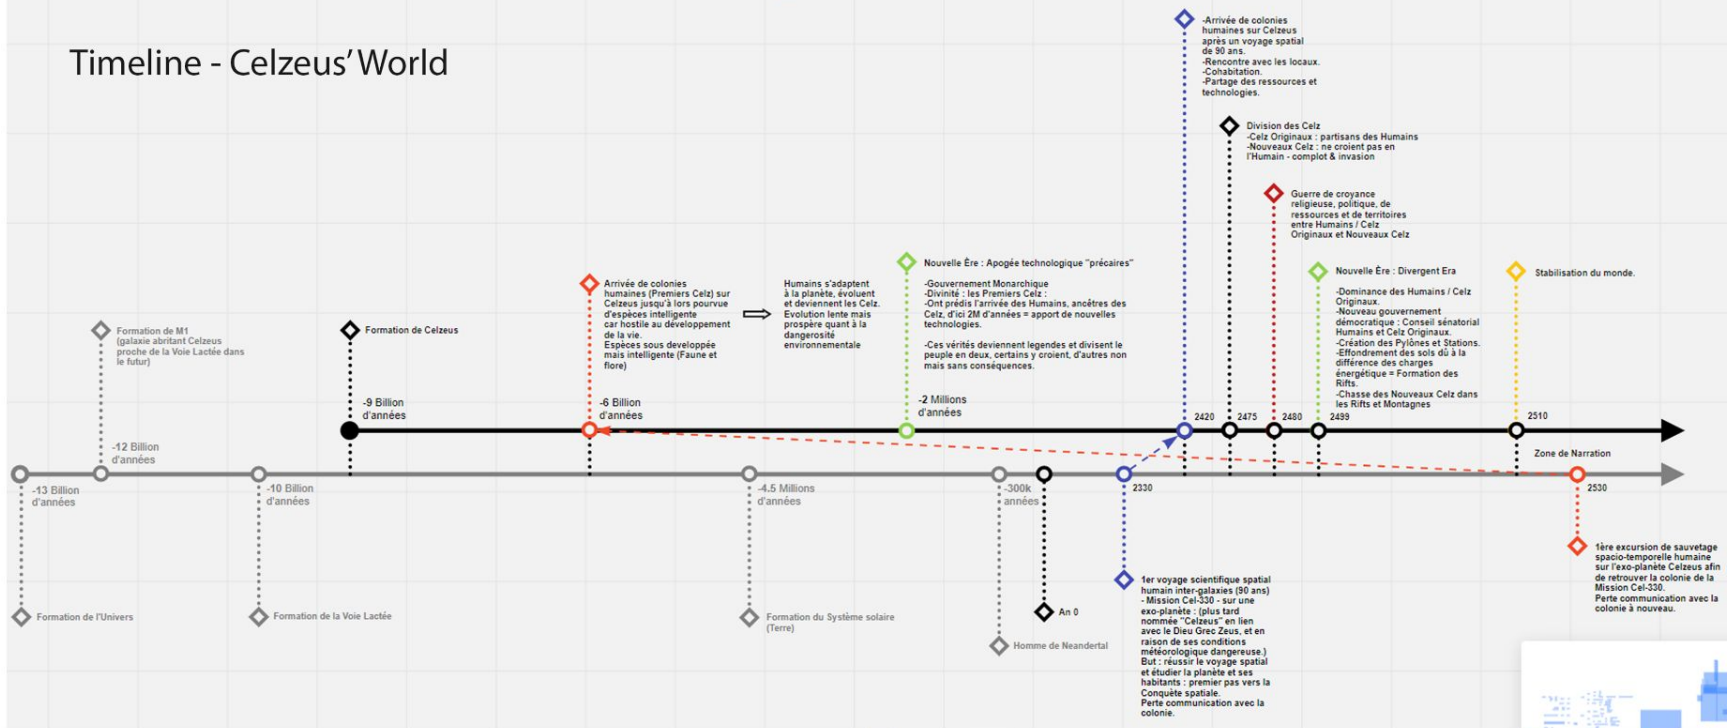 Timeline - Celzeus' World
-Arrivée de colonies
humaines sur Celzeus
après un voyage spatial
de 90 ans.
-Rencontre avec les locaux.
-Cohabitation.
-Partage des ressources et
technologies.
Division des Celz
-Celz Originaux : partisans des Humains
-Nouveaux Celz : ne croient pas en
l'Humain - complot & invasion
Guerre de croyance
religieuse, politique, de
ressources et de territoires
entre Humains / Celz
Originaux et Nouveaux Celz
Formation de M1
(galaxie abritant Celzeus
proche de la Voie Lactée dans
le futur)
Formation de Celzeus
Arrivée de colonies
humaines (Premiers Celz) sur
Celzeus jusqu'à lors pourvue
d'espèces intelligente
car hostile au développement
de la vie.
Espèces sous developpée
mais intelligente (Faune et
flore)
Humains s'adaptent
à la planète, évoluent
et deviennent les Celz.
Evolution lente mais
prospère quant à la
dangerosité
environnementale
Nouvelle Ère : Apogée technologique "précaires"
-Gouvernement Monarchique
-Divinité : les Premiers Celz :
-Ont prédis l'arrivée des Humains, ancêtres des
Celz, d'ici 2M d'années = apport de nouvelles
technologies.
-Ces vérités deviennent legendes et divisent le
peuple en deux, certains y croient, d'autres non
mais sans conséquences.
Nouvelle Ère : Divergent Era
-Dominance des Humains / Celz
Originaux.
-Nouveau gouvernement
démocratique : Conseil sénatorial
Humains et Celz Originaux.
-Création des Pylônes et Stations.
-Effondrement des sols dû à la
différence des charges
énergétique = Formation des
Rifts.
-Chasse des Nouveaux Celz dans
les Rifts et Montagnes
Stabilisation du monde.
-9 Billion
d'années
-6 Billion
d'années
-2 Millions
d'années
2420
2475
2480
2499
2510
-12 Billion
d'années
Zone de Narration
-13 Billion
d'années
-10 Billion
d'années
-4.5 Millions
d'années
-300k
années
2330
2530
Formation de l'Univers
Formation de la Voie Lactée
Formation du Système solaire
(Terre)
Homme de Neandertal
An 0
1er voyage scientifique spatial
humain inter-galaxies (90 ans)
- Mission Cel-330 - sur une
exo-planète : (plus tard
nommée "Celzeus" en lien
avec le Dieu Grec Zeus, et en
raison de ses conditions
météorologique dangereuse.)
But : réussir le voyage spatial
et étudier la planète et ses
habitants : premier pas vers la
Conquète spatiale.
Perte communication avec la
colonie.
1ère excursion de sauvetage
spacio-temporelle humaine
sur l'exo-planète Celzeus afin
de retrouver la colonie de la
Mission Cel-330.
Perte communication avec la
colonie à nouveau.